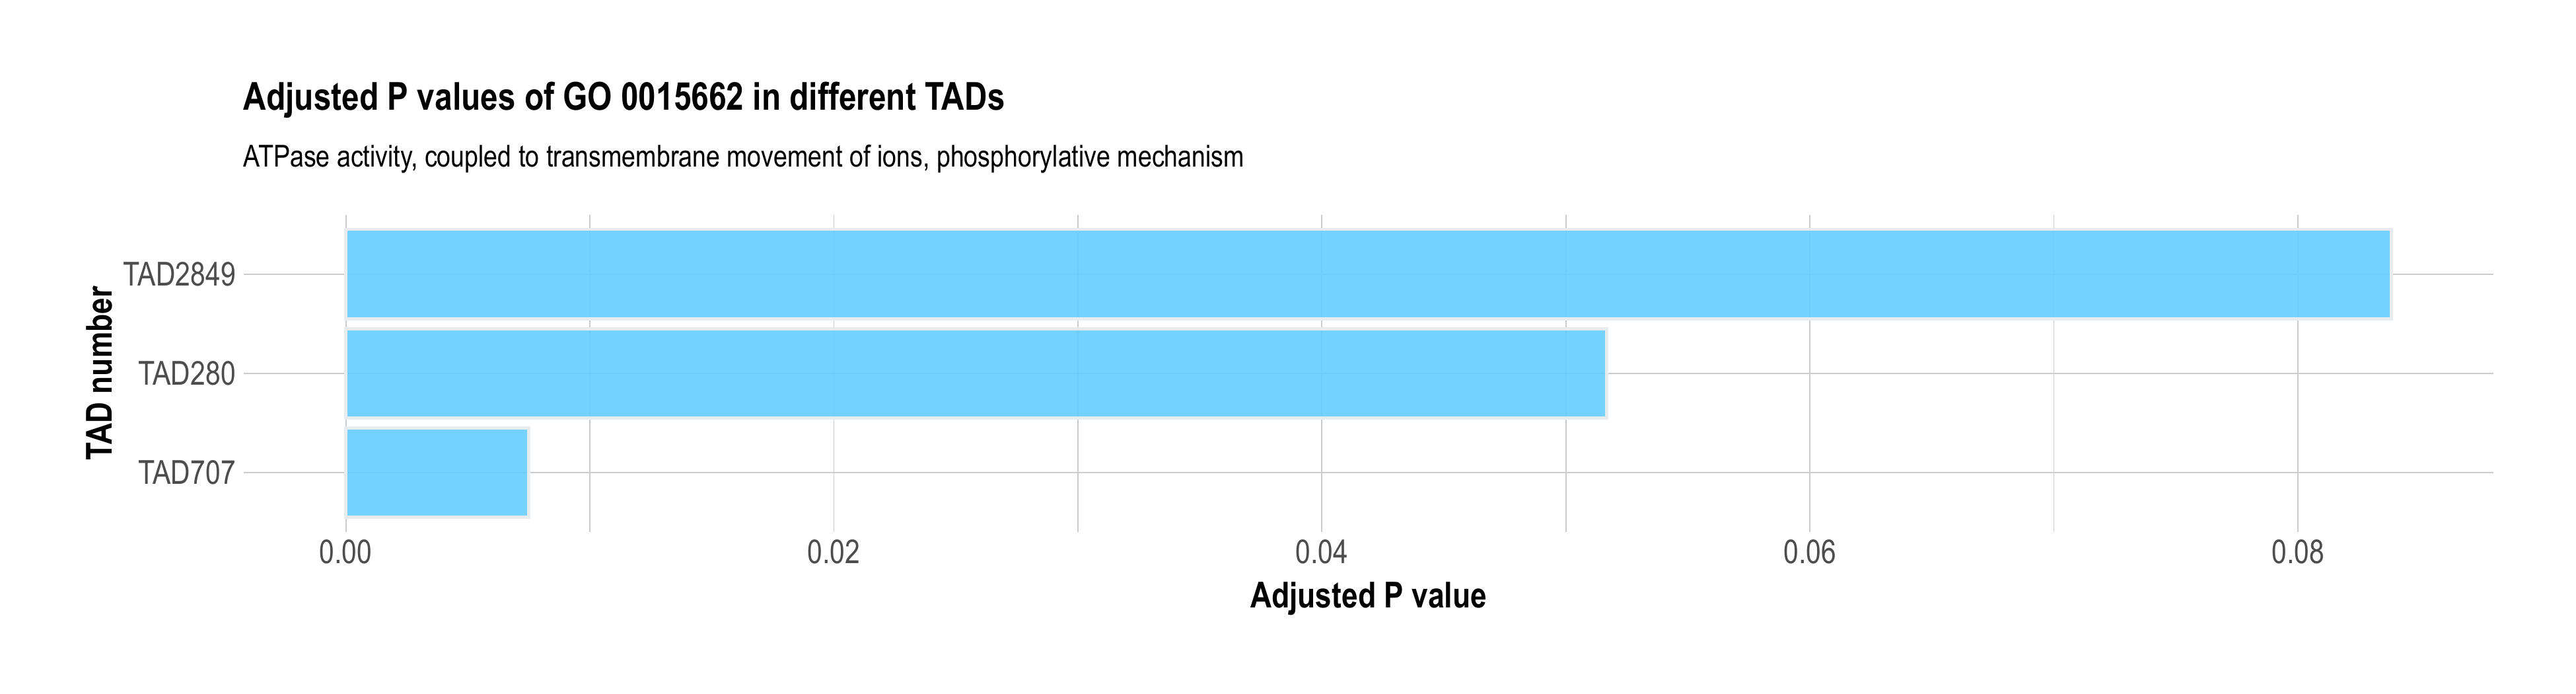 Adjusted P values of GO 0015662 in different TADs
ATPase activity, coupled to transmembrane movement of ions, phosphorylative mechanism
TAD number
TAD2849
TAD280
TAD707
0.00 0.02 0.04 0.06 0.08
Adjusted P value